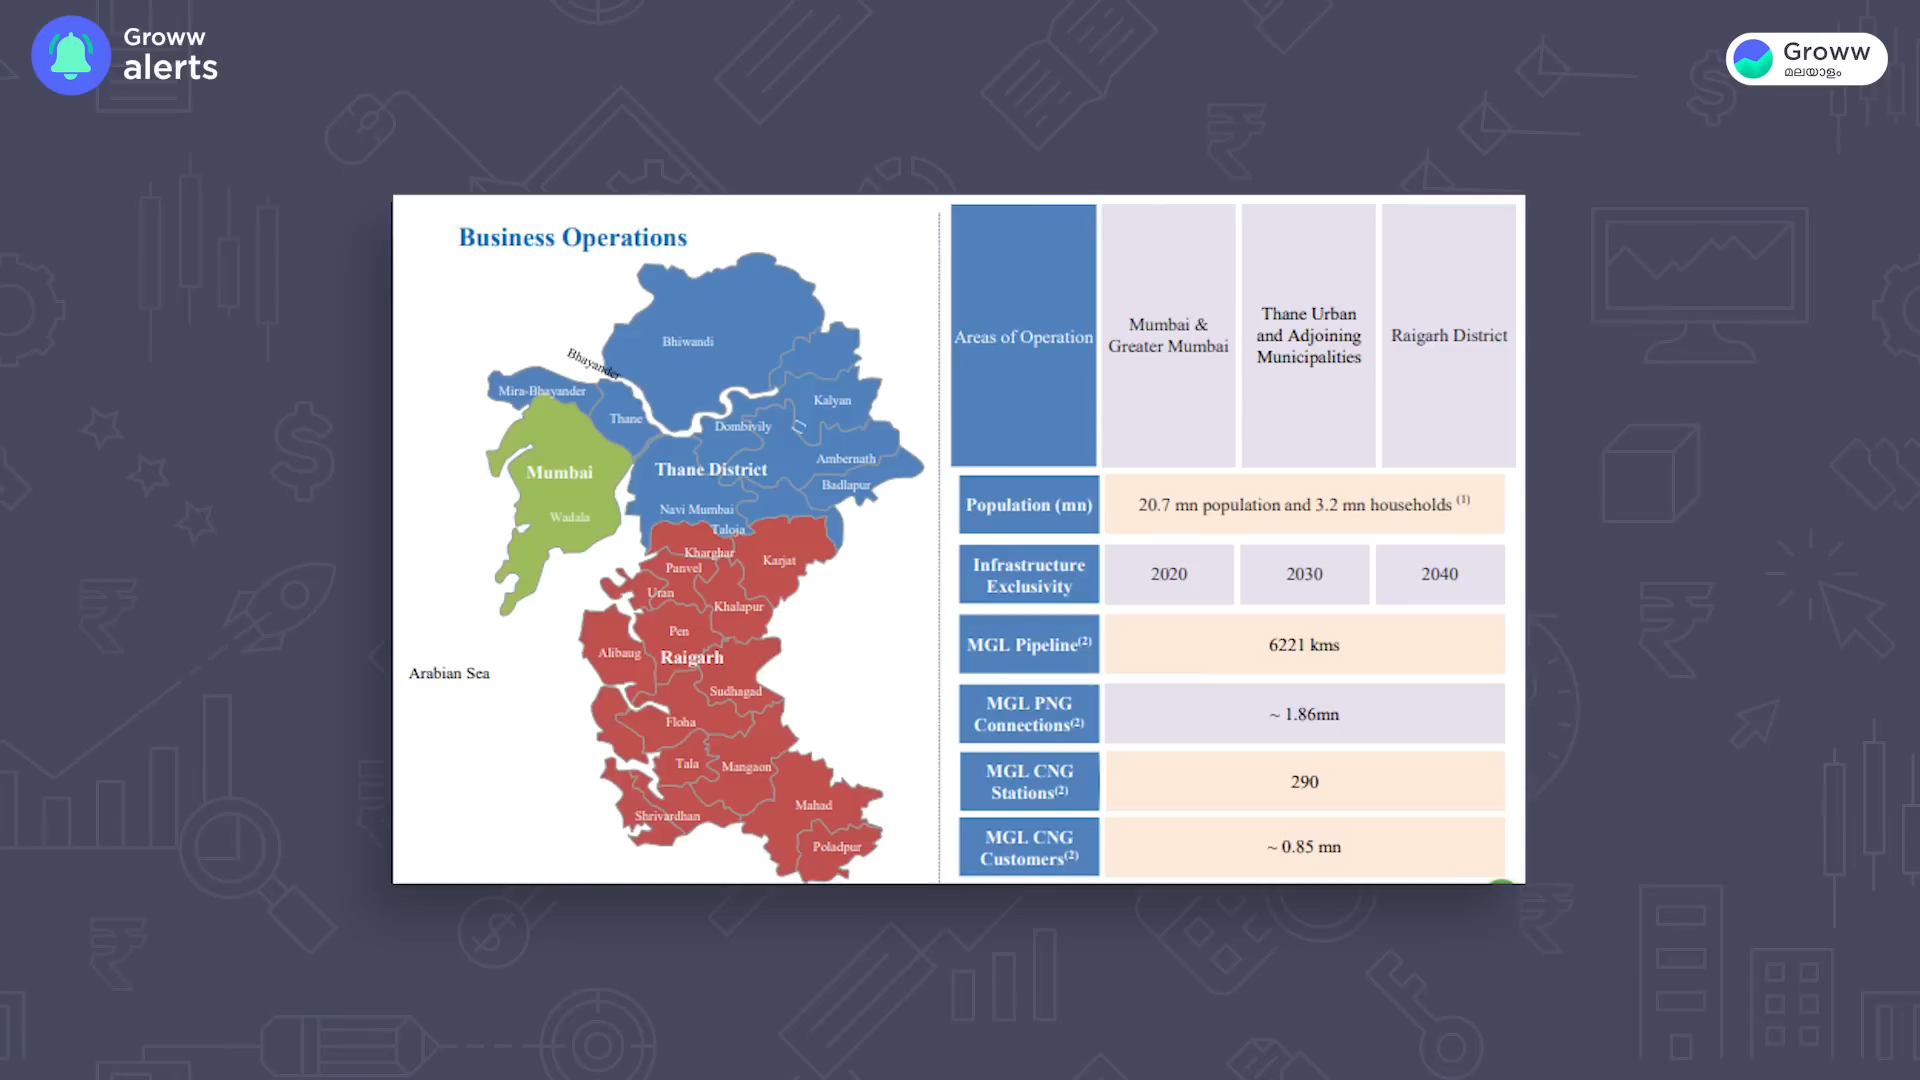 Groww
alerts
Groww
മലയാളം
Business Operations
Bhiwandi
Bhayander
Mira-Bhayander
Thane
Kalyan
Dombivily
Mumbai
Thane District
Ambernath
Badlapur
Wadala
Navi Mumbai
Taloja
Kharghar
Karjat
Panvel
Uran
Khalapur
Pen
Alibaug
Raigarh
Arabian Sea
Sudhagad
Floha
Tala
Mangaon
Mahad
Shrivardhan
Poladpur
Areas of Operation
Mumbai &
Greater Mumbai
Thane Urban
and Adjoining
Municipalities
Raigarh District
Population (mn)
20.7 mn population and 3.2 mn households (1)
Infrastructure
Exclusivity
2020
2030
2040
MGL Pipeline(2)
6221 kms
MGL PNG
Connections(2)
~ 1.86mn
MGL CNG
Stations(2)
290
MGL CNG
Customers(2)
~ 0.85 mn